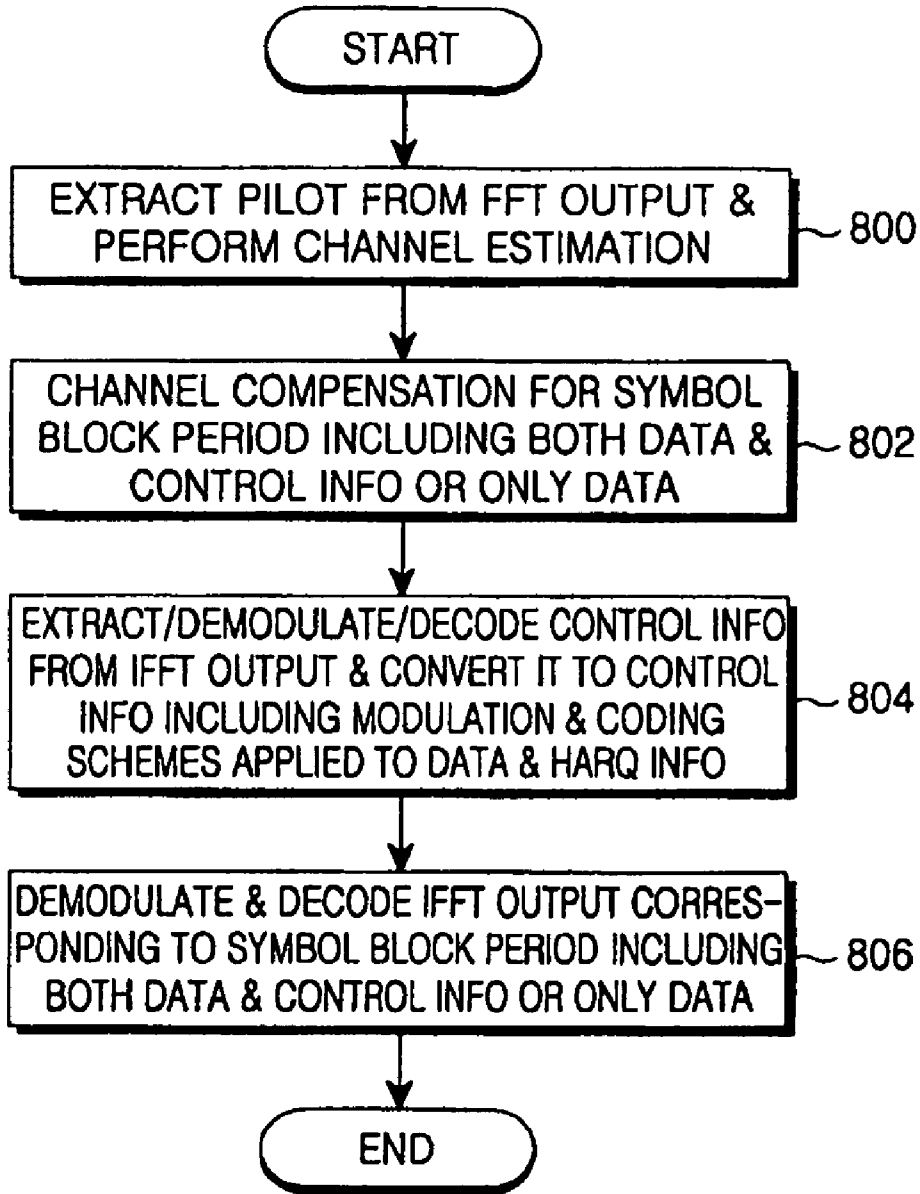 START
EXTRACT PILOT FROM FFT OUTPUT &
PERFORM CHANNEL ESTIMATION
800
CHANNEL COMPENSATION FOR SYMBOL
BLOCK PERIOD INCLUDING BOTH DATA &
CONTROL INFO OR ONLY DATA
802
EXTRACT/DEMODULATE/DECODE CONTROL INFO
FROM IFFT OUTPUT & CONVERT IT TO CONTROL
INFO INCLUDING MODULATION & CODING
SCHEMES APPLIED TO DATA & HARQ INFO
804
DEMODULATE & DECODE IFFT OUTPUT CORRES-
PONDING TO SYMBOL BLOCK PERIOD INCLUDING
BOTH DATA & CONTROL INFO OR ONLY DATA
806
END